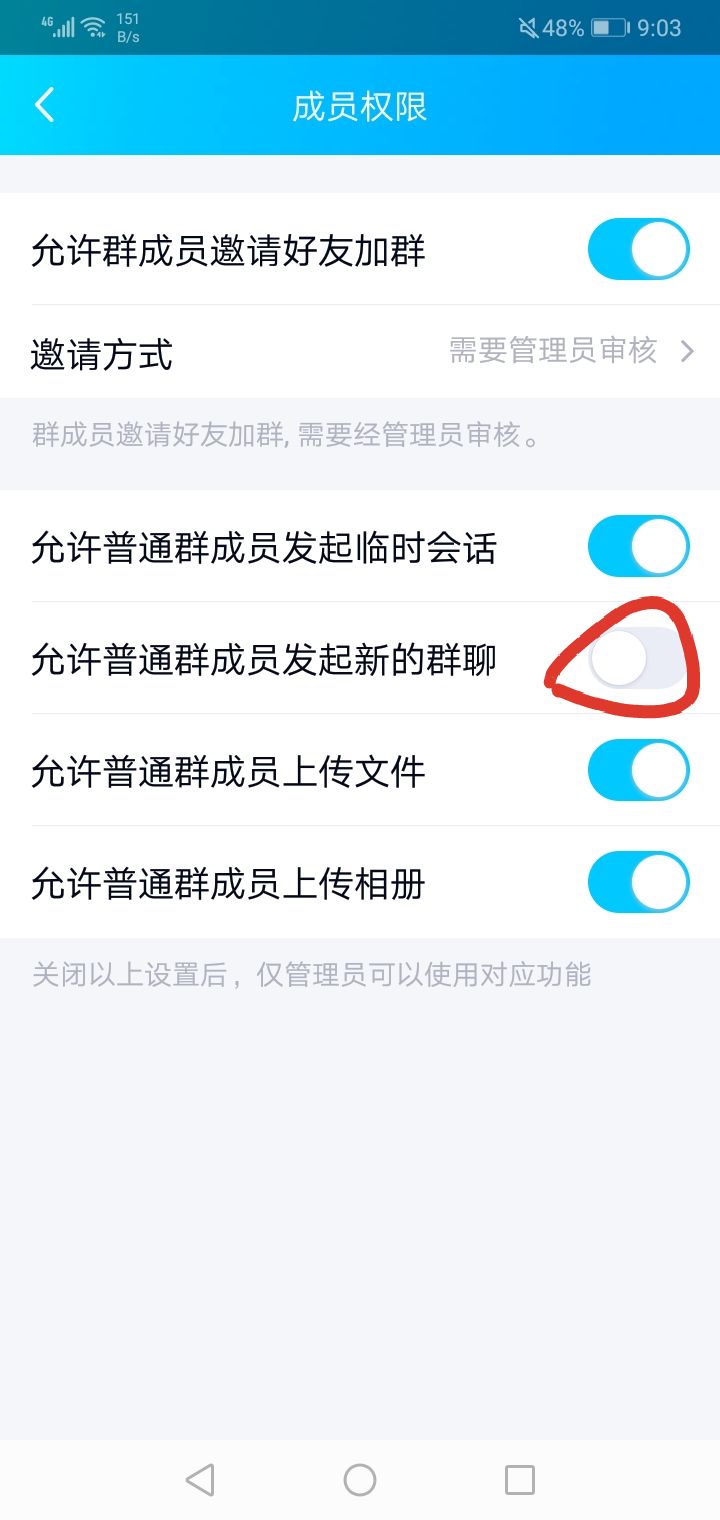 4G 151 B/s 48% 9:03
成员权限
允许群成员邀请好友加群
邀请方式 需要管理员审核
群成员邀请好友加群, 需要经管理员审核。
允许普通群成员发起临时会话
允许普通群成员发起新的群聊
允许普通群成员上传文件
允许普通群成员上传相册
关闭以上设置后，仅管理员可以使用对应功能